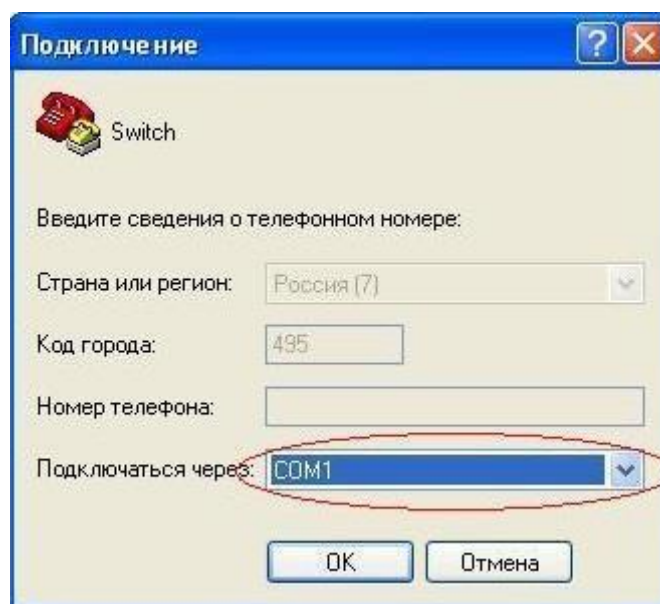 Подключение
Switch
Введите сведения о телефонном номере:
Страна или регион: Россия (7)
Код города: 495
Номер телефона:
Подключаться через: COM1
OK Отмена